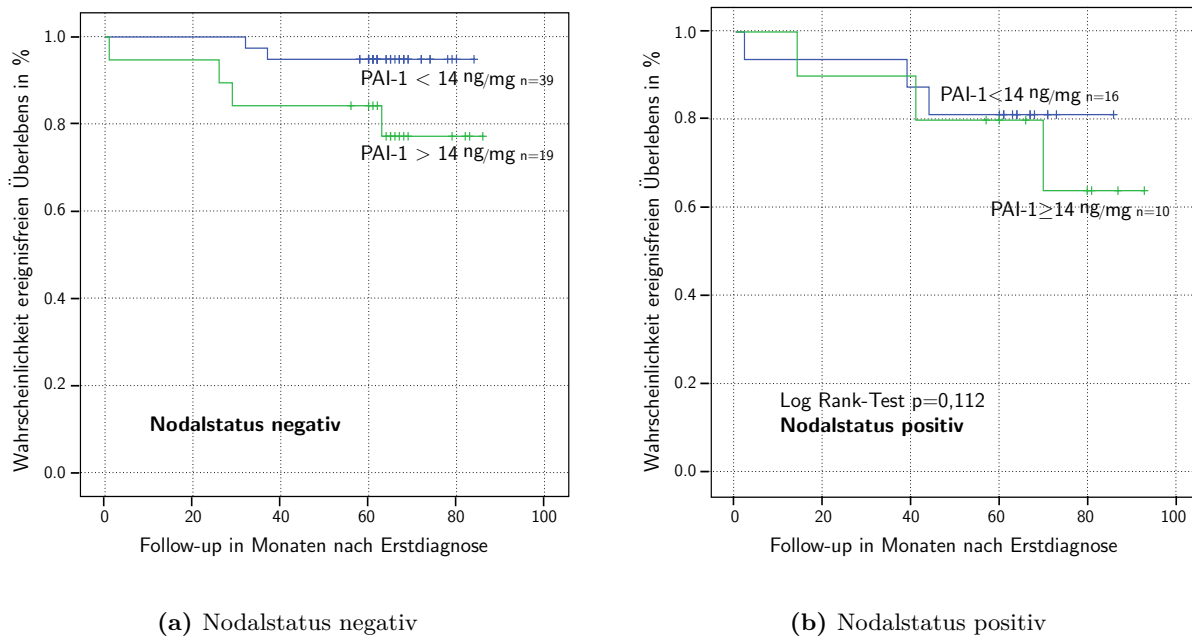 Wahrscheinlichkeit ereignisfreien Überlebens in %
1.0
0.8
0.6
0.4
0.2
0.0
PAI-1 < 14 ng/mg n=39
PAI-1 > 14 ng/mg n=19
Nodalstatus negativ
0 20 40 60 80 100
Follow-up in Monaten nach Erstdiagnose
(a) Nodalstatus negativ
Wahrscheinlichkeit ereignisfreien Überlebens in %
1.0
0.8
0.6
0.4
0.2
0.0
PAI-1<14 ng/mg n=16
PAI-1≥14 ng/mg n=10
Log Rank-Test p=0,112
Nodalstatus positiv
0 20 40 60 80 100
Follow-up in Monaten nach Erstdiagnose
(b) Nodalstatus positiv